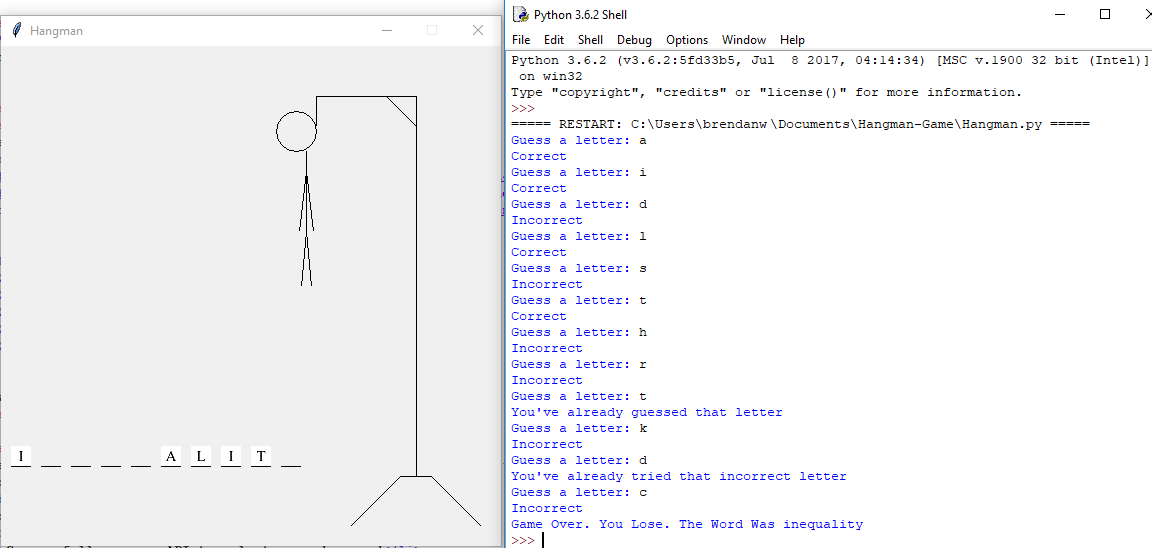 Hangman
I A L I T
Python 3.6.2 Shell
File Edit Shell Debug Options Window Help
Python 3.6.2 (v3.6.2:5fd33b5, Jul  8 2017, 04:14:34) [MSC v.1900 32 bit (Intel)]
 on win32
Type "copyright", "credits" or "license()" for more information.
>>>
===== RESTART: C:\Users\brendanw\Documents\Hangman-Game\Hangman.py =====
Guess a letter: a
Correct
Guess a letter: i
Correct
Guess a letter: d
Incorrect
Guess a letter: l
Correct
Guess a letter: s
Incorrect
Guess a letter: t
Correct
Guess a letter: h
Incorrect
Guess a letter: r
Incorrect
Guess a letter: t
You've already guessed that letter
Guess a letter: k
Incorrect
Guess a letter: d
You've already tried that incorrect letter
Guess a letter: c
Incorrect
Game Over. You Lose. The Word Was inequality
>>>